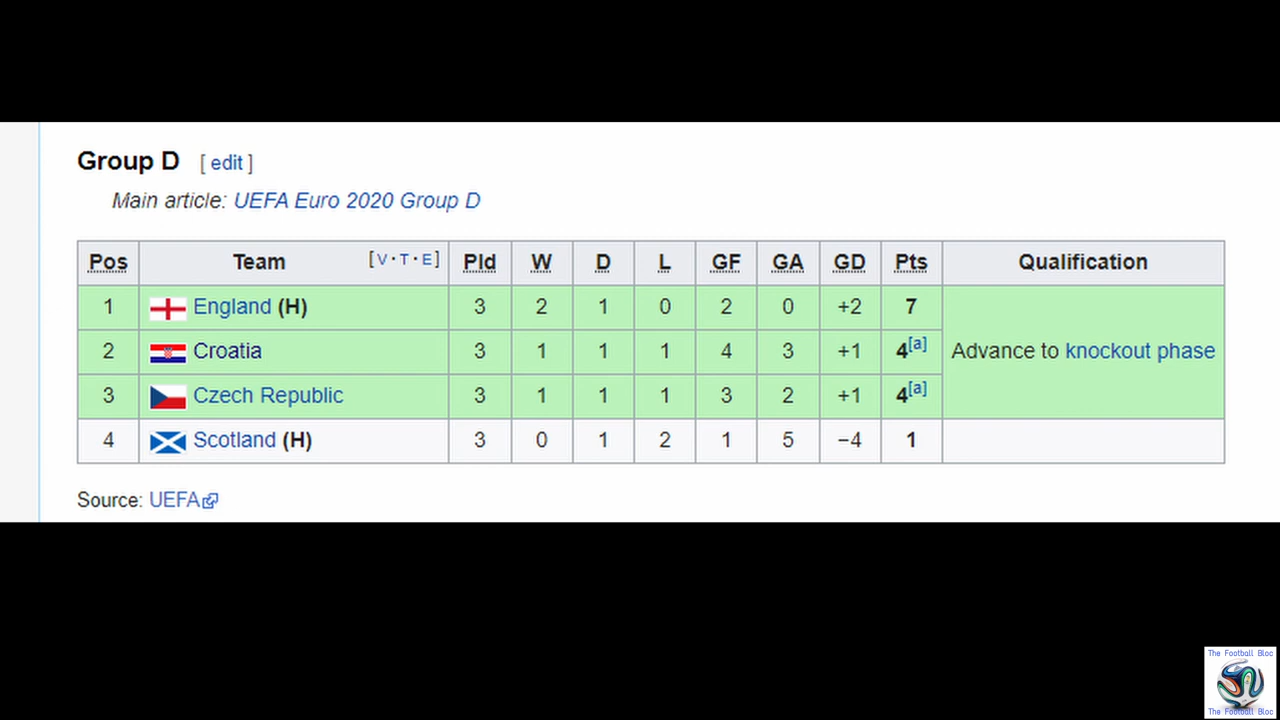 Group D [ edit ]
Main article: UEFA Euro 2020 Group D
Pos Team [V·T·E] Pld W D L GF GA GD Pts Qualification
1 England (H) 3 2 1 0 2 0 +2 7
2 Croatia 3 1 1 1 4 3 +1 4[a] Advance to knockout phase
3 Czech Republic 3 1 1 1 3 2 +1 4[a]
4 Scotland (H) 3 0 1 2 1 5 −4 1
Source: UEFA
The Football Bloc
The Football Bloc